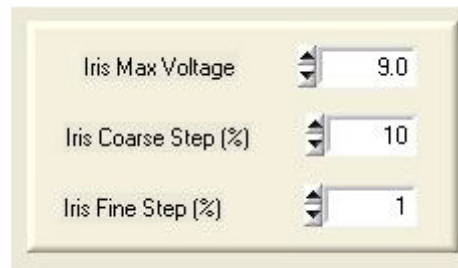 Iris Max Voltage 9.0
Iris Coarse Step (%) 10
Iris Fine Step (%) 1